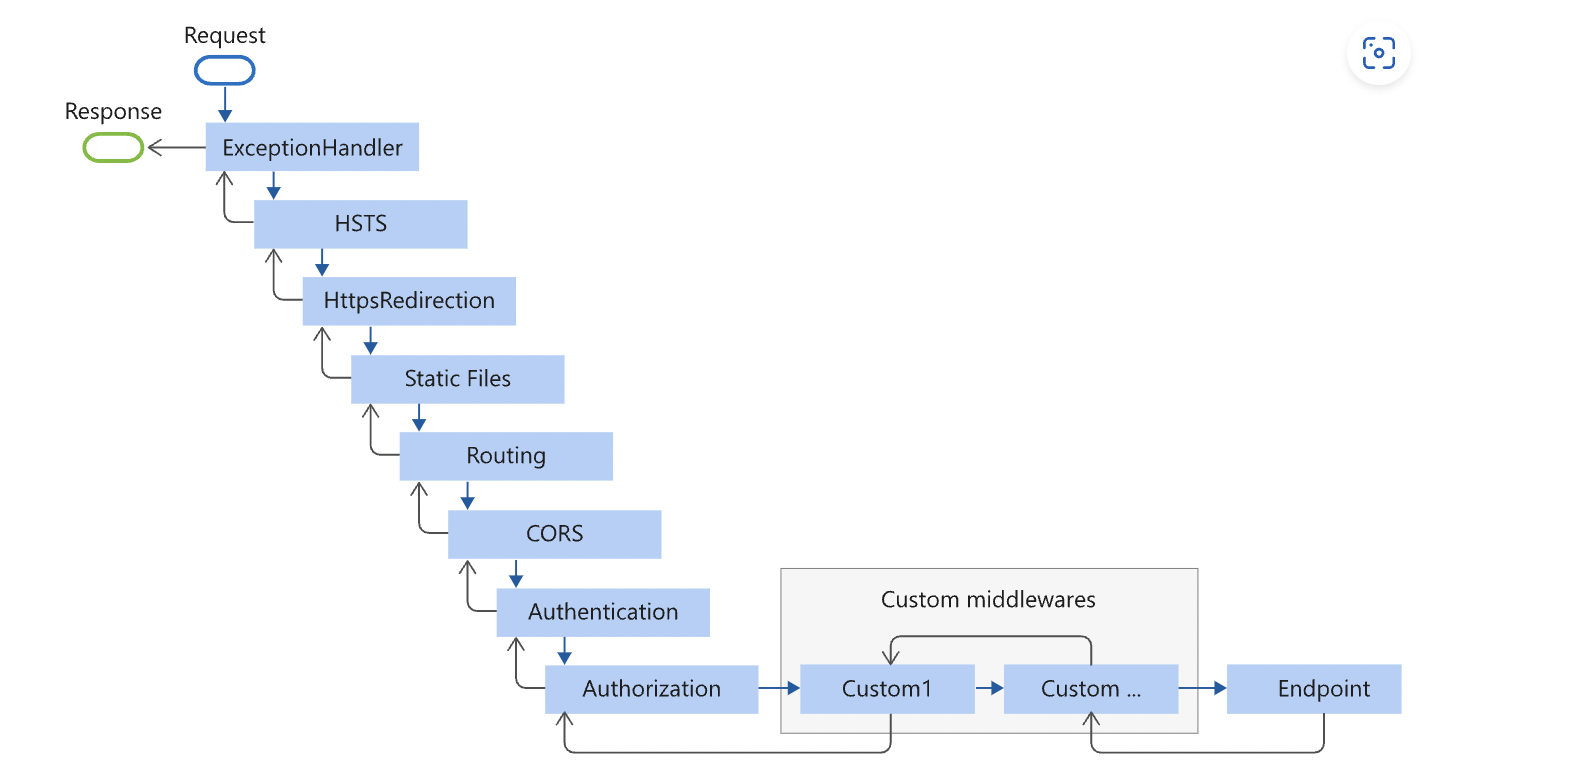 Request
Response
ExceptionHandler
HSTS
HttpsRedirection
Static Files
Routing
CORS
Authentication
Custom middlewares
Authorization
Custom1
Custom ...
Endpoint